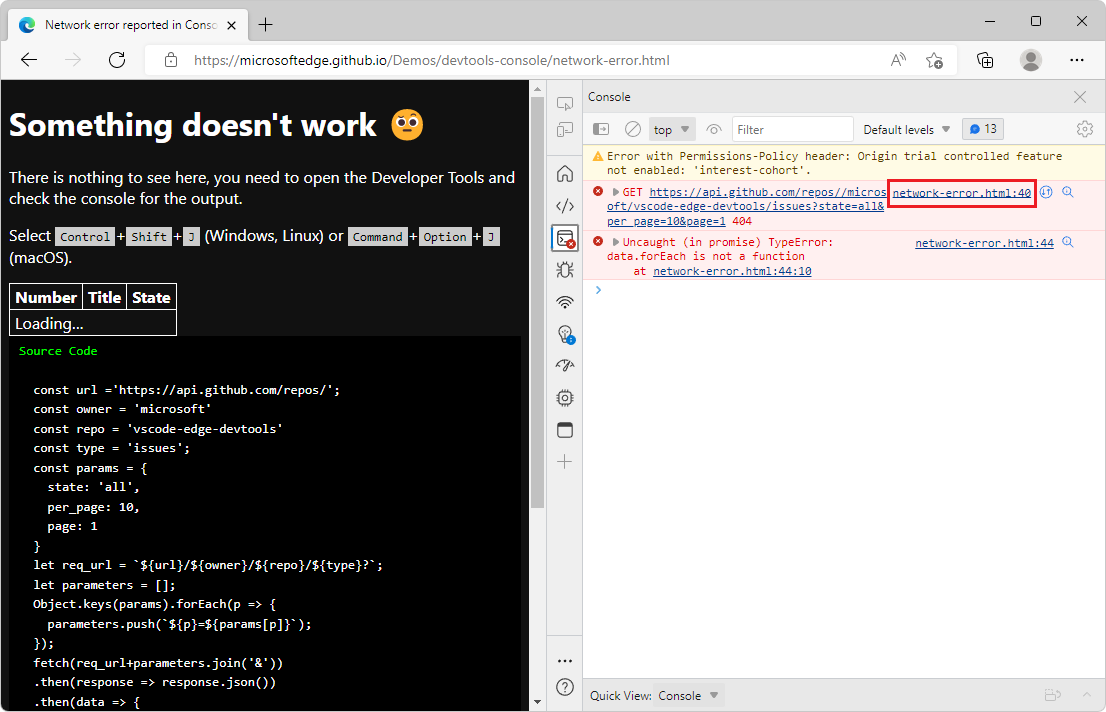 Network error reported in Conso
https://microsoftedge.github.io/Demos/devtools-console/network-error.html
Something doesn't work
There is nothing to see here, you need to open the Developer Tools and
check the console for the output.
Select Control + Shift + J (Windows, Linux) or Command + Option + J
(macOS).
Number Title State
Loading...
Source Code
const url ='https://api.github.com/repos/';
const owner = 'microsoft'
const repo = 'vscode-edge-devtools'
const type = 'issues';
const params = {
state: 'all',
per_page: 10,
page: 1
}
let req_url = `${url}/${owner}/${repo}/${type}?`;
let parameters = [];
Object.keys(params).forEach(p => {
parameters.push(`${p}=${params[p]}`);
});
fetch(req_url+parameters.join('&'))
.then(response => response.json())
.then(data => {
Console
top
Filter
Default levels
13
Error with Permissions-Policy header: Origin trial controlled feature
not enabled: 'interest-cohort'.
GET https://api.github.com/repos//micros network-error.html:40
oft/vscode-edge-devtools/issues?state=all&
per_page=10&page=1 404
Uncaught (in promise) TypeError: network-error.html:44
data.forEach is not a function
at network-error.html:44:10
Quick View: Console